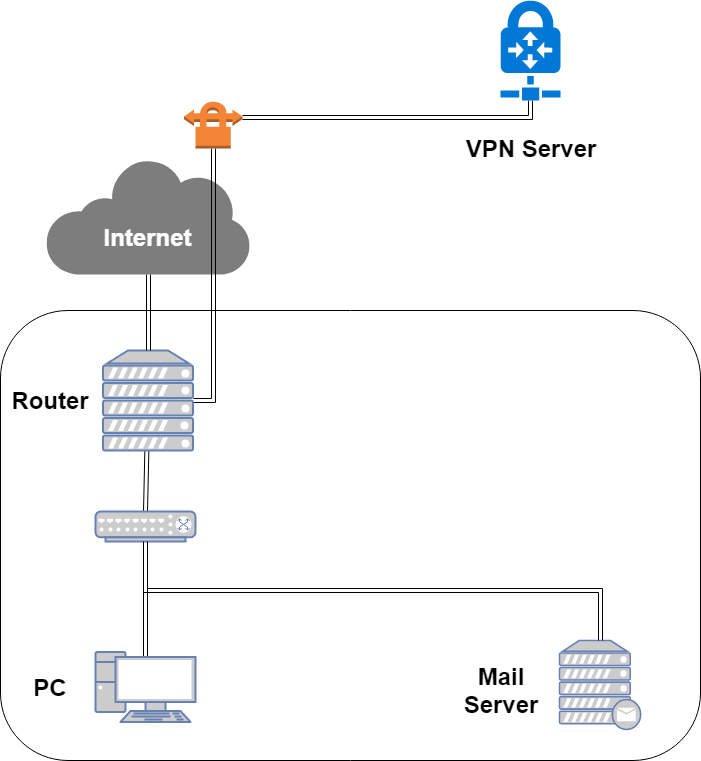 VPN Server
Internet
Router
PC
Mail
Server